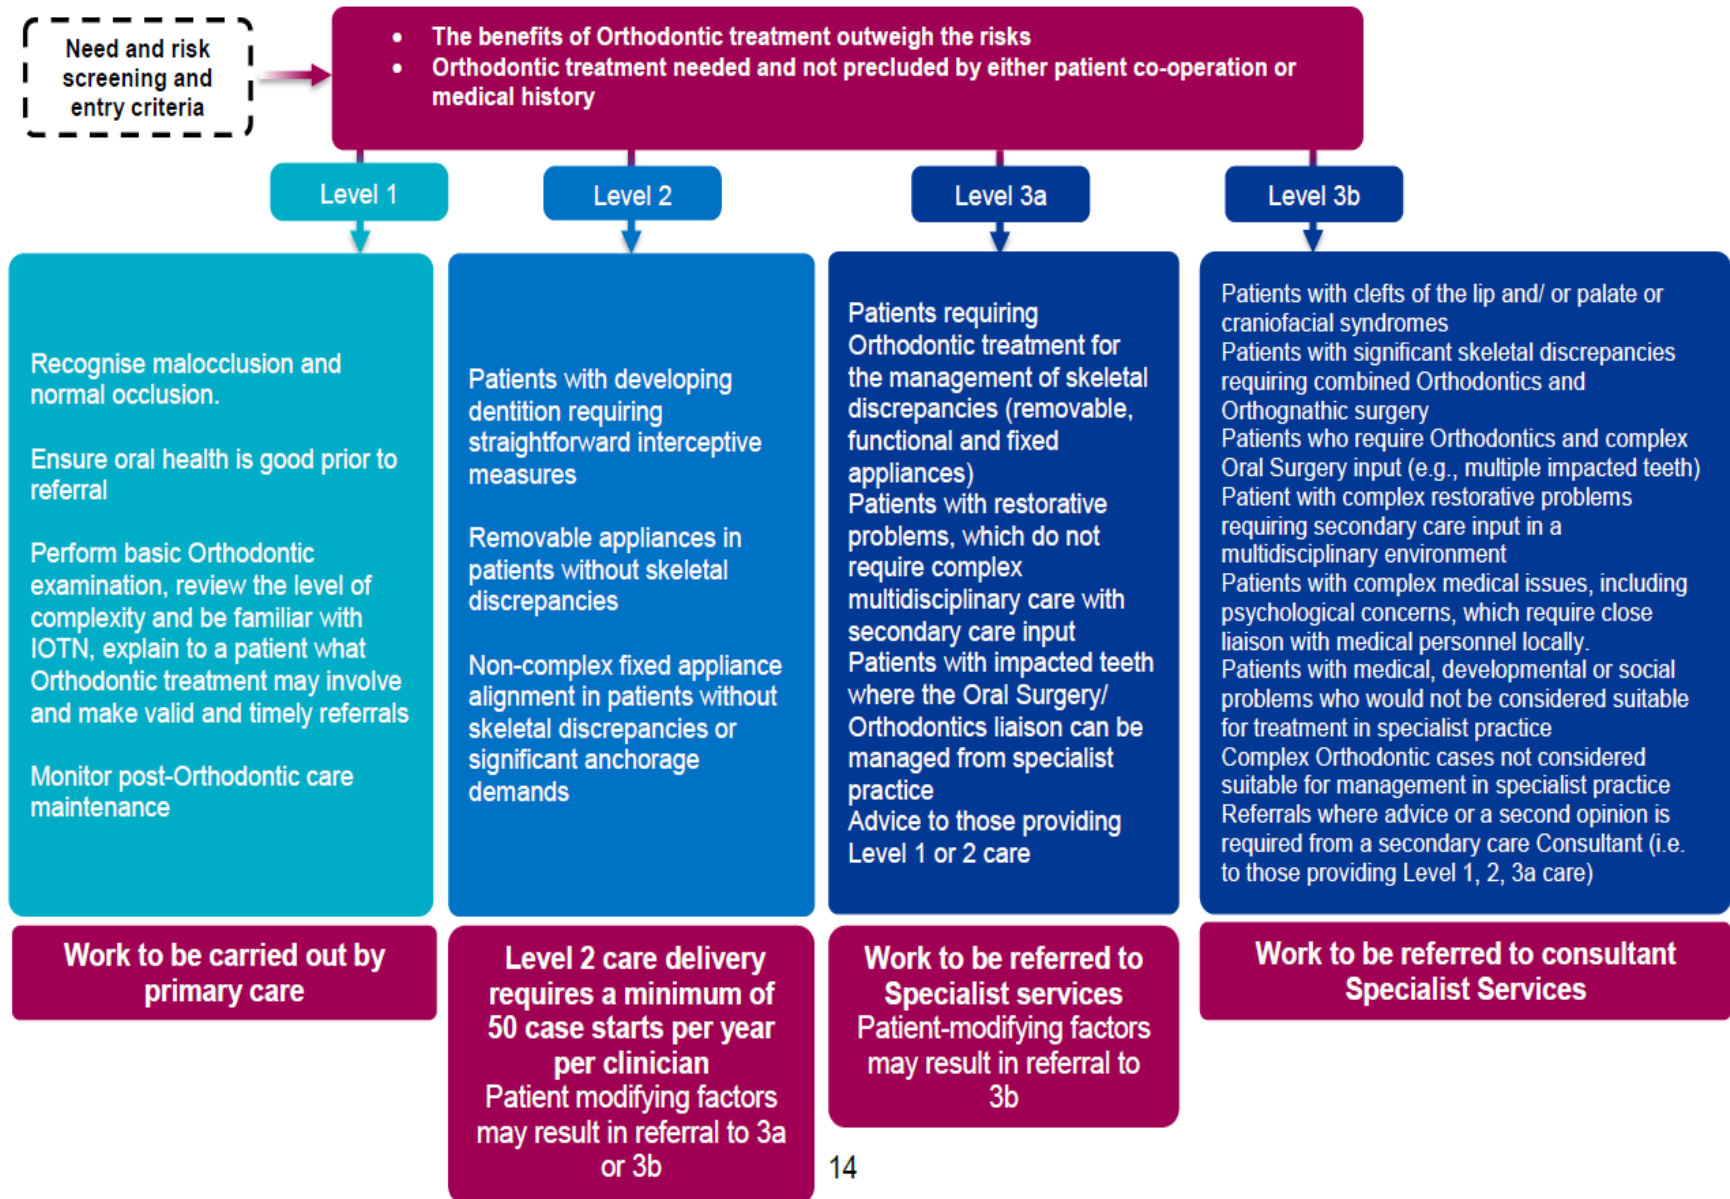 Need and risk
screening and
entry criteria
• The benefits of Orthodontic treatment outweigh the risks
• Orthodontic treatment needed and not precluded by either patient co-operation or
medical history
Level 1
Level 2
Level 3a
Level 3b
Recognise malocclusion and
normal occlusion.
Ensure oral health is good prior to
referral
Perform basic Orthodontic
examination, review the level of
complexity and be familiar with
IOTN, explain to a patient what
Orthodontic treatment may involve
and make valid and timely referrals
Monitor post-Orthodontic care
maintenance
Work to be carried out by
primary care
Patients with developing
dentition requiring
straightforward interceptive
measures
Removable appliances in
patients without skeletal
discrepancies
Non-complex fixed appliance
alignment in patients without
skeletal discrepancies or
significant anchorage
demands
Level 2 care delivery
requires a minimum of
50 case starts per year
per clinician
Patient modifying factors
may result in referral to 3a
or 3b
Patients requiring
Orthodontic treatment for
the management of skeletal
discrepancies (removable,
functional and fixed
appliances)
Patients with restorative
problems, which do not
require complex
multidisciplinary care with
secondary care input
Patients with impacted teeth
where the Oral Surgery/
Orthodontics liaison can be
managed from specialist
practice
Advice to those providing
Level 1 or 2 care
Work to be referred to
Specialist services
Patient-modifying factors
may result in referral to
3b
Patients with clefts of the lip and/ or palate or
craniofacial syndromes
Patients with significant skeletal discrepancies
requiring combined Orthodontics and
Orthognathic surgery
Patients who require Orthodontics and complex
Oral Surgery input (e.g., multiple impacted teeth)
Patient with complex restorative problems
requiring secondary care input in a
multidisciplinary environment
Patients with complex medical issues, including
psychological concerns, which require close
liaison with medical personnel locally.
Patients with medical, developmental or social
problems who would not be considered suitable
for treatment in specialist practice
Complex Orthodontic cases not considered
suitable for management in specialist practice
Referrals where advice or a second opinion is
required from a secondary care Consultant (i.e.
to those providing Level 1, 2, 3a care)
Work to be referred to consultant
Specialist Services
14